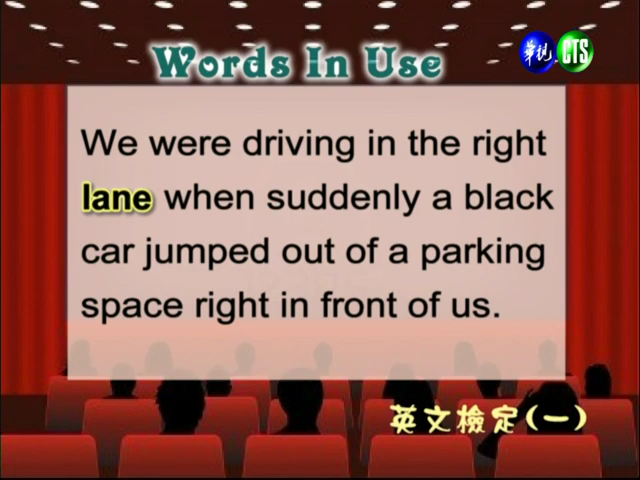 Words In Use
華視 CTS
We were driving in the right
lane when suddenly a black
car jumped out of a parking
space right in front of us.
英文檢定(一)